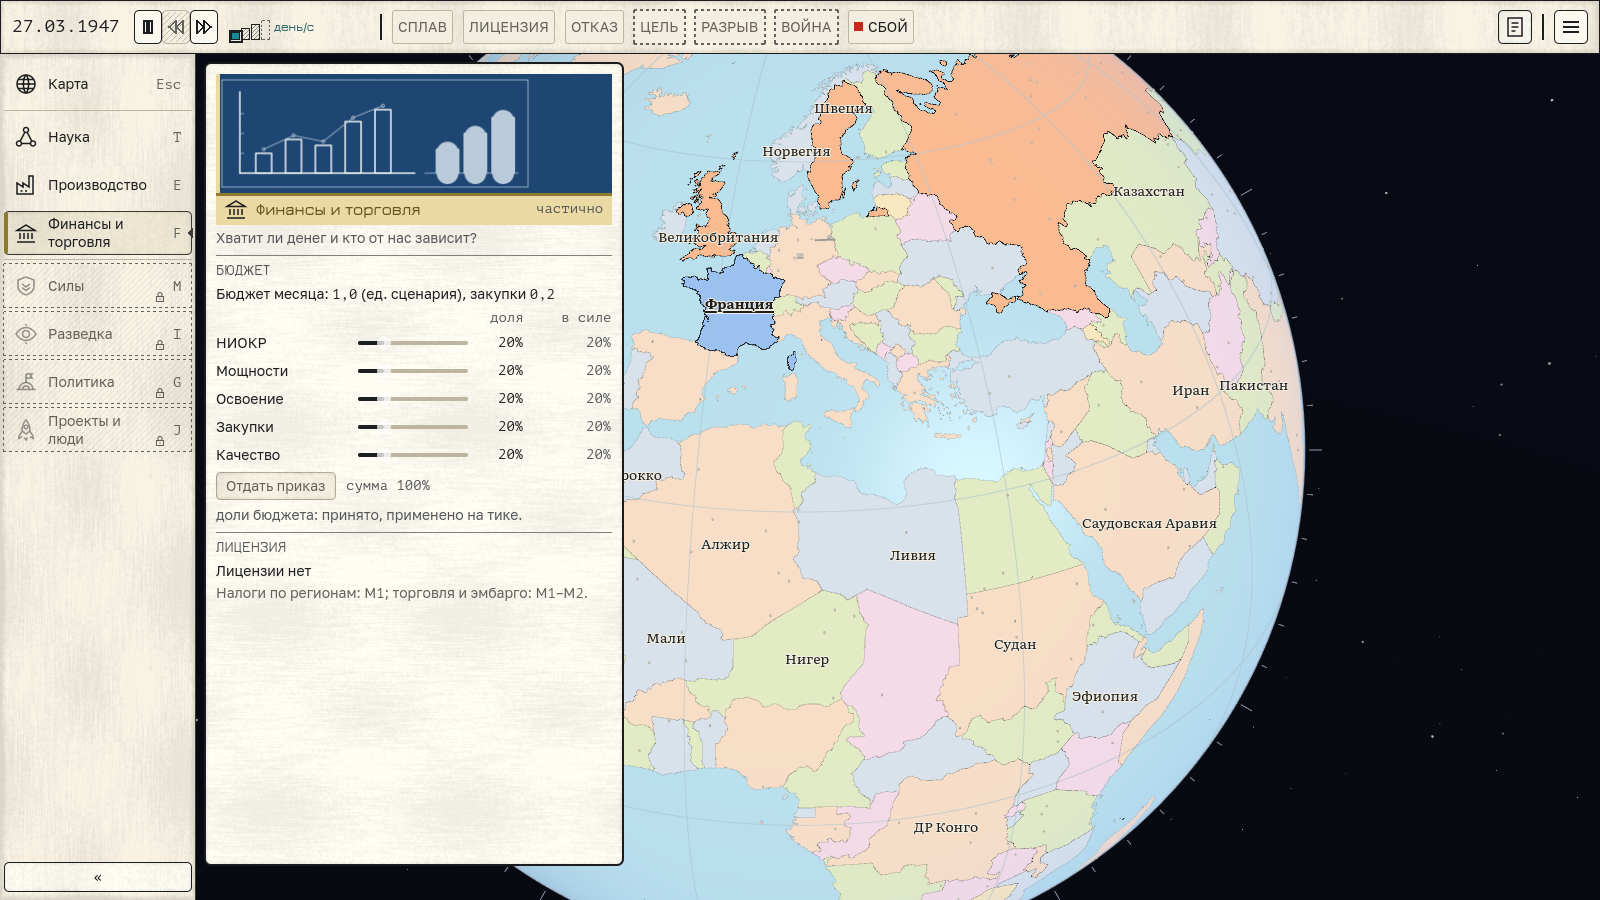 27.03.1947
день/с
СПЛАВ
ЛИЦЕНЗИЯ
ОТКАЗ
ЦЕЛЬ
РАЗРЫВ
ВОЙНА
СБОЙ
Карта Esc
Наука T
Производство E
Финансы и
торговля F
Силы M
Разведка I
Политика G
Проекты и
люди J
«
Финансы и торговля частично
Хватит ли денег и кто от нас зависит?
БЮДЖЕТ
Бюджет месяца: 1,0 (ед. сценария), закупки 0,2
доля в силе
НИОКР 20% 20%
Мощности 20% 20%
Освоение 20% 20%
Закупки 20% 20%
Качество 20% 20%
Отдать приказ сумма 100%
доли бюджета: принято, применено на тике.
ЛИЦЕНЗИЯ
Лицензии нет
Налоги по регионам: М1; торговля и эмбарго: М1–М2.
Швеция
Норвегия
Казахстан
Великобритания
Франция
Иран
Пакистан
рокко
Саудовская Аравия
Алжир
Ливия
Мали
Нигер
Судан
Эфиопия
ДР Конго